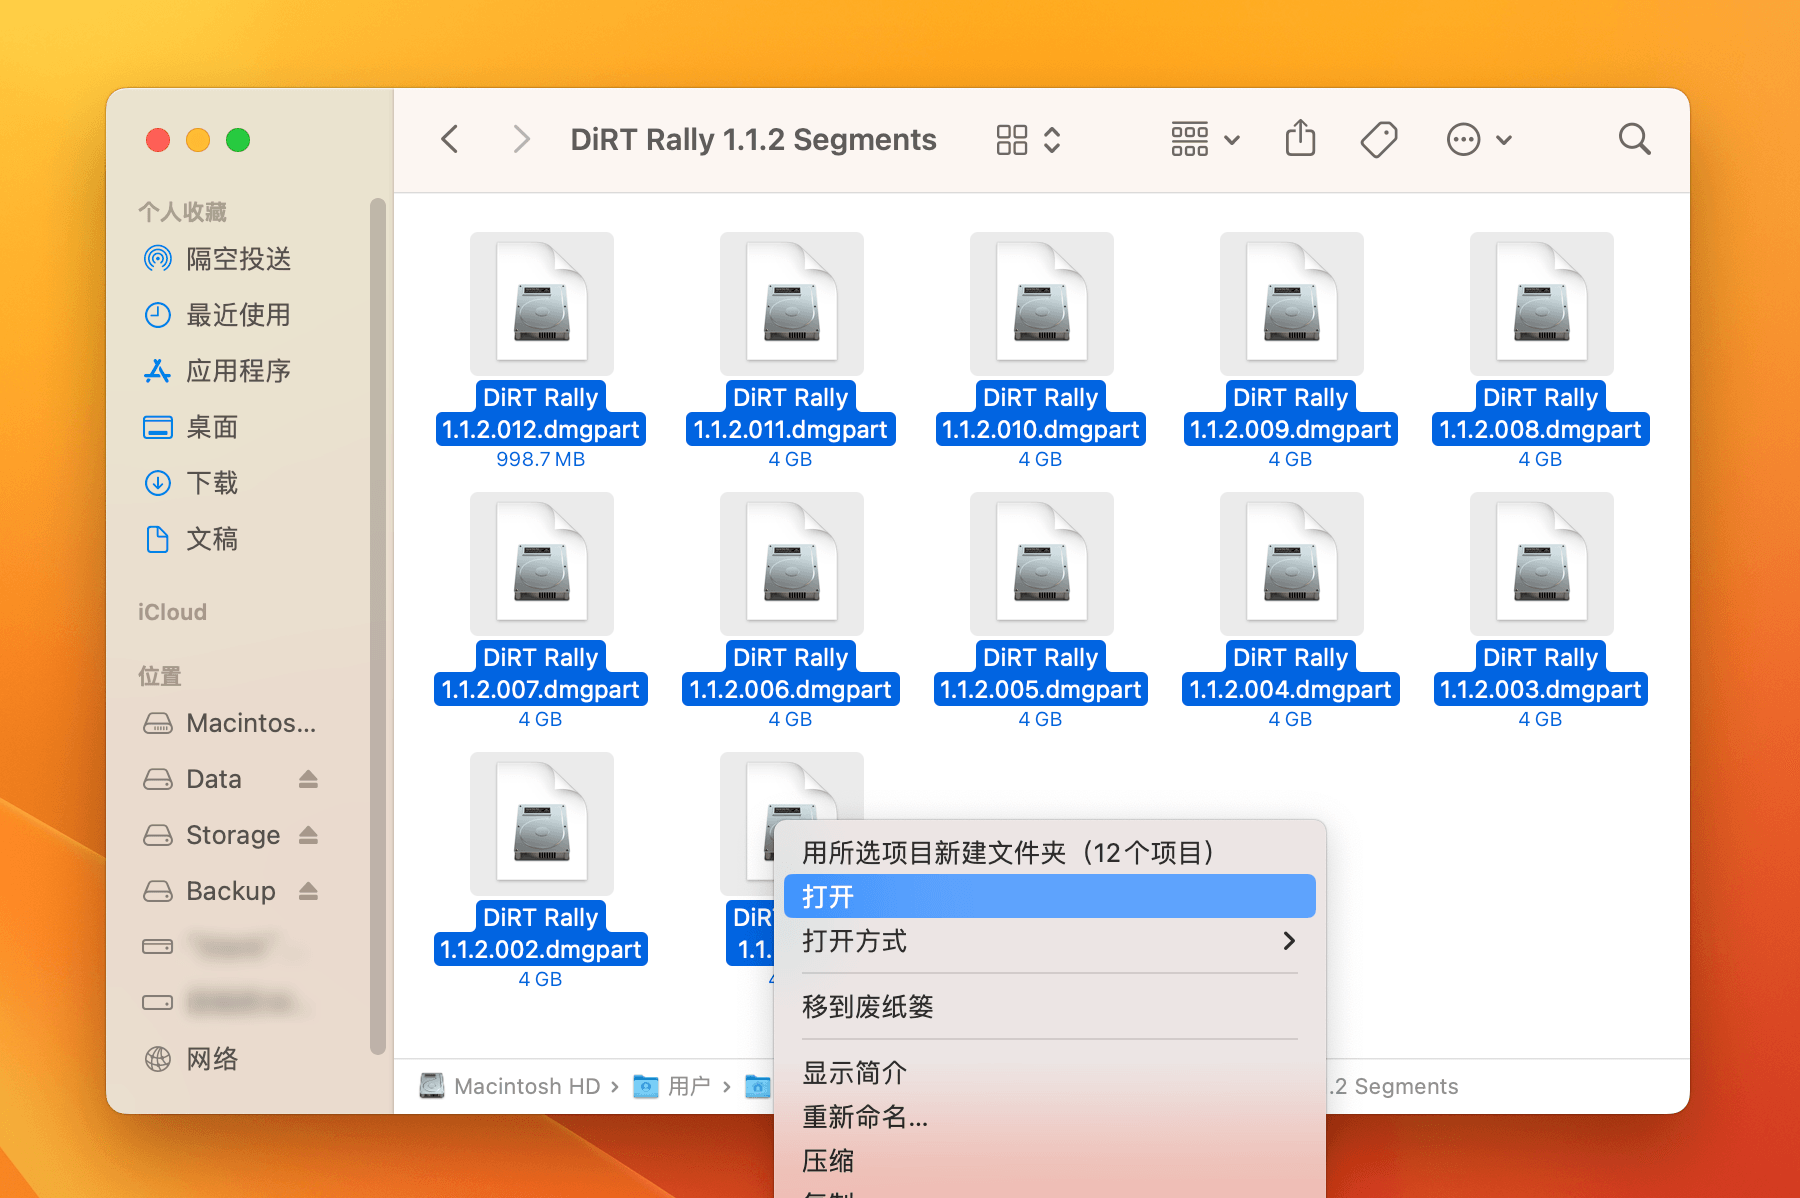 DiRT Rally 1.1.2 Segments
个人收藏
隔空投送
最近使用
应用程序
桌面
下载
文稿
iCloud
位置
Macintos...
Data
Storage
Backup
网络
DiRT Rally
1.1.2.012.dmgpart
998.7 MB
DiRT Rally
1.1.2.011.dmgpart
4 GB
DiRT Rally
1.1.2.010.dmgpart
4 GB
DiRT Rally
1.1.2.009.dmgpart
4 GB
DiRT Rally
1.1.2.008.dmgpart
4 GB
DiRT Rally
1.1.2.007.dmgpart
4 GB
DiRT Rally
1.1.2.006.dmgpart
4 GB
DiRT Rally
1.1.2.005.dmgpart
4 GB
DiRT Rally
1.1.2.004.dmgpart
4 GB
DiRT Rally
1.1.2.003.dmgpart
4 GB
DiRT Rally
1.1.2.002.dmgpart
4 GB
DiR
1.1.
用所选项目新建文件夹（12个项目）
打开
打开方式
移到废纸篓
显示简介
重新命名...
压缩
Macintosh HD › 用户 ›
.2 Segments